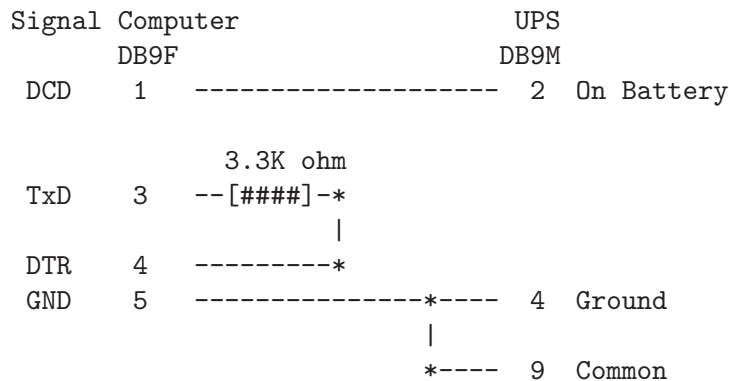 Signal Computer                  UPS
       DB9F                     DB9M
 DCD    1   --------------------  2  On Battery
              3.3K ohm
 TxD    3   --[####]-*
                     |
 DTR    4   ---------*
 GND    5   ---------------*----  4  Ground
                           |
                           *----  9  Common